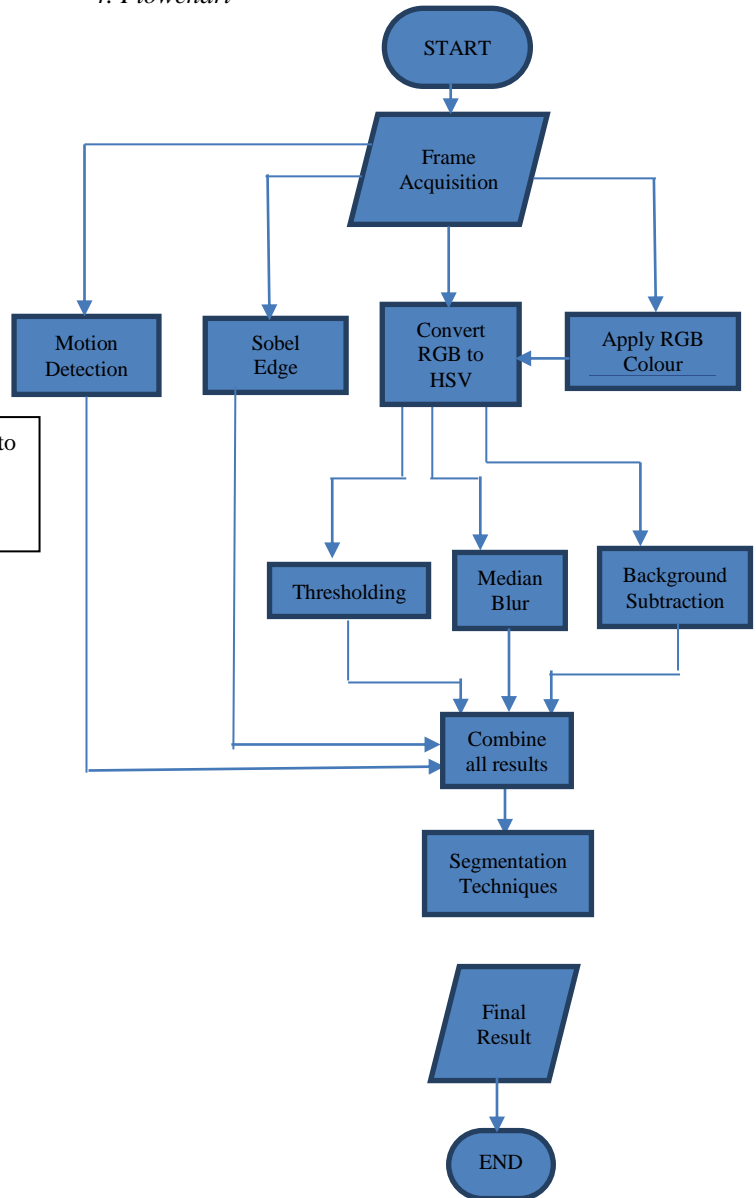 START
Frame
Acquisition
Motion
Detection
Sobel
Edge
Convert
RGB to
HSV
Apply RGB
Colour
to
Thresholding
Median
Blur
Background
Subtraction
Combine
all results
Segmentation
Techniques
Final
Result
END